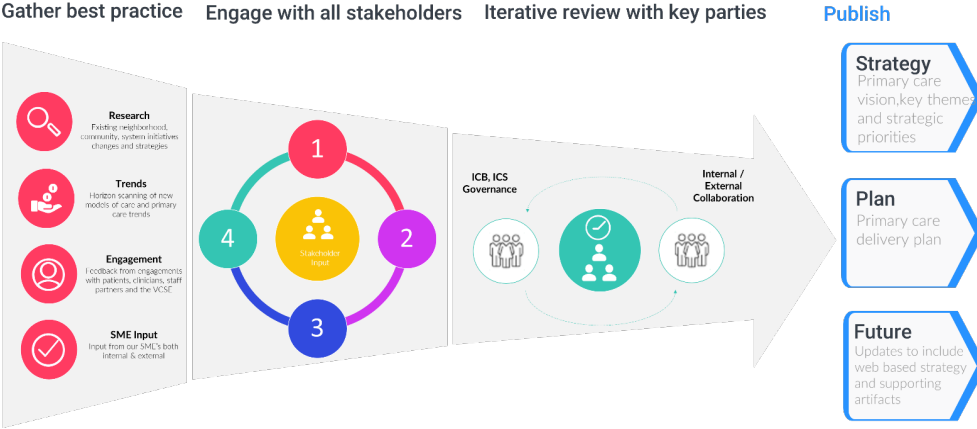 Gather best practice
Research
Existing neighborhood,
community, system initiatives
changes and strategies
Trends
Horizon scanning of new
models of care and primary
care trends
Engagement
Feedback from engagements
with patients, clinicians, staff
partners and the VCSE
SME Input
Input from our SME's both
internal & external
Engage with all stakeholders
1
2
3
4
Stakeholder
Input
Iterative review with key parties
ICB, ICS
Governance
Internal /
External
Collaboration
Publish
Strategy
Primary care
vision,key themes
and strategic
priorities
Plan
Primary care
delivery plan
Future
Updates to include
web based strategy
and supporting
artifacts